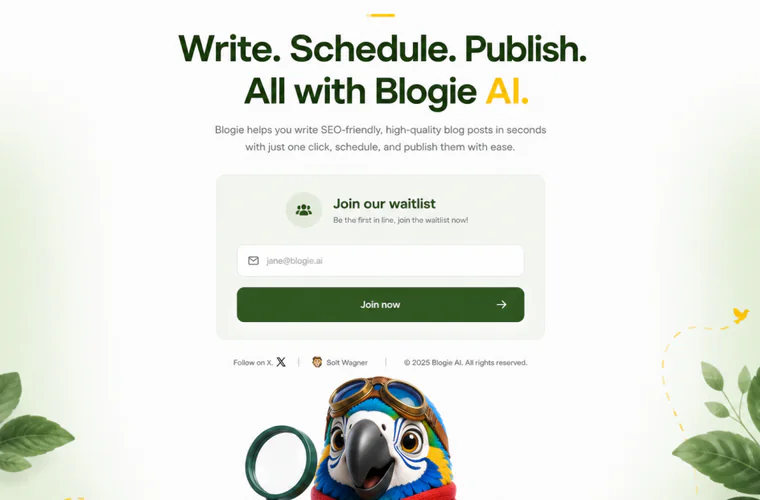 Write. Schedule. Publish.
All with Blogie AI.
Blogie helps you write SEO-friendly, high-quality blog posts in seconds
with just one click, schedule, and publish them with ease.
Join our waitlist
Be the first in line, join the waitlist now!
jane@blogie.ai
Join now
Follow on X. | Solt Wagner | © 2025 Blogie AI. All rights reserved.